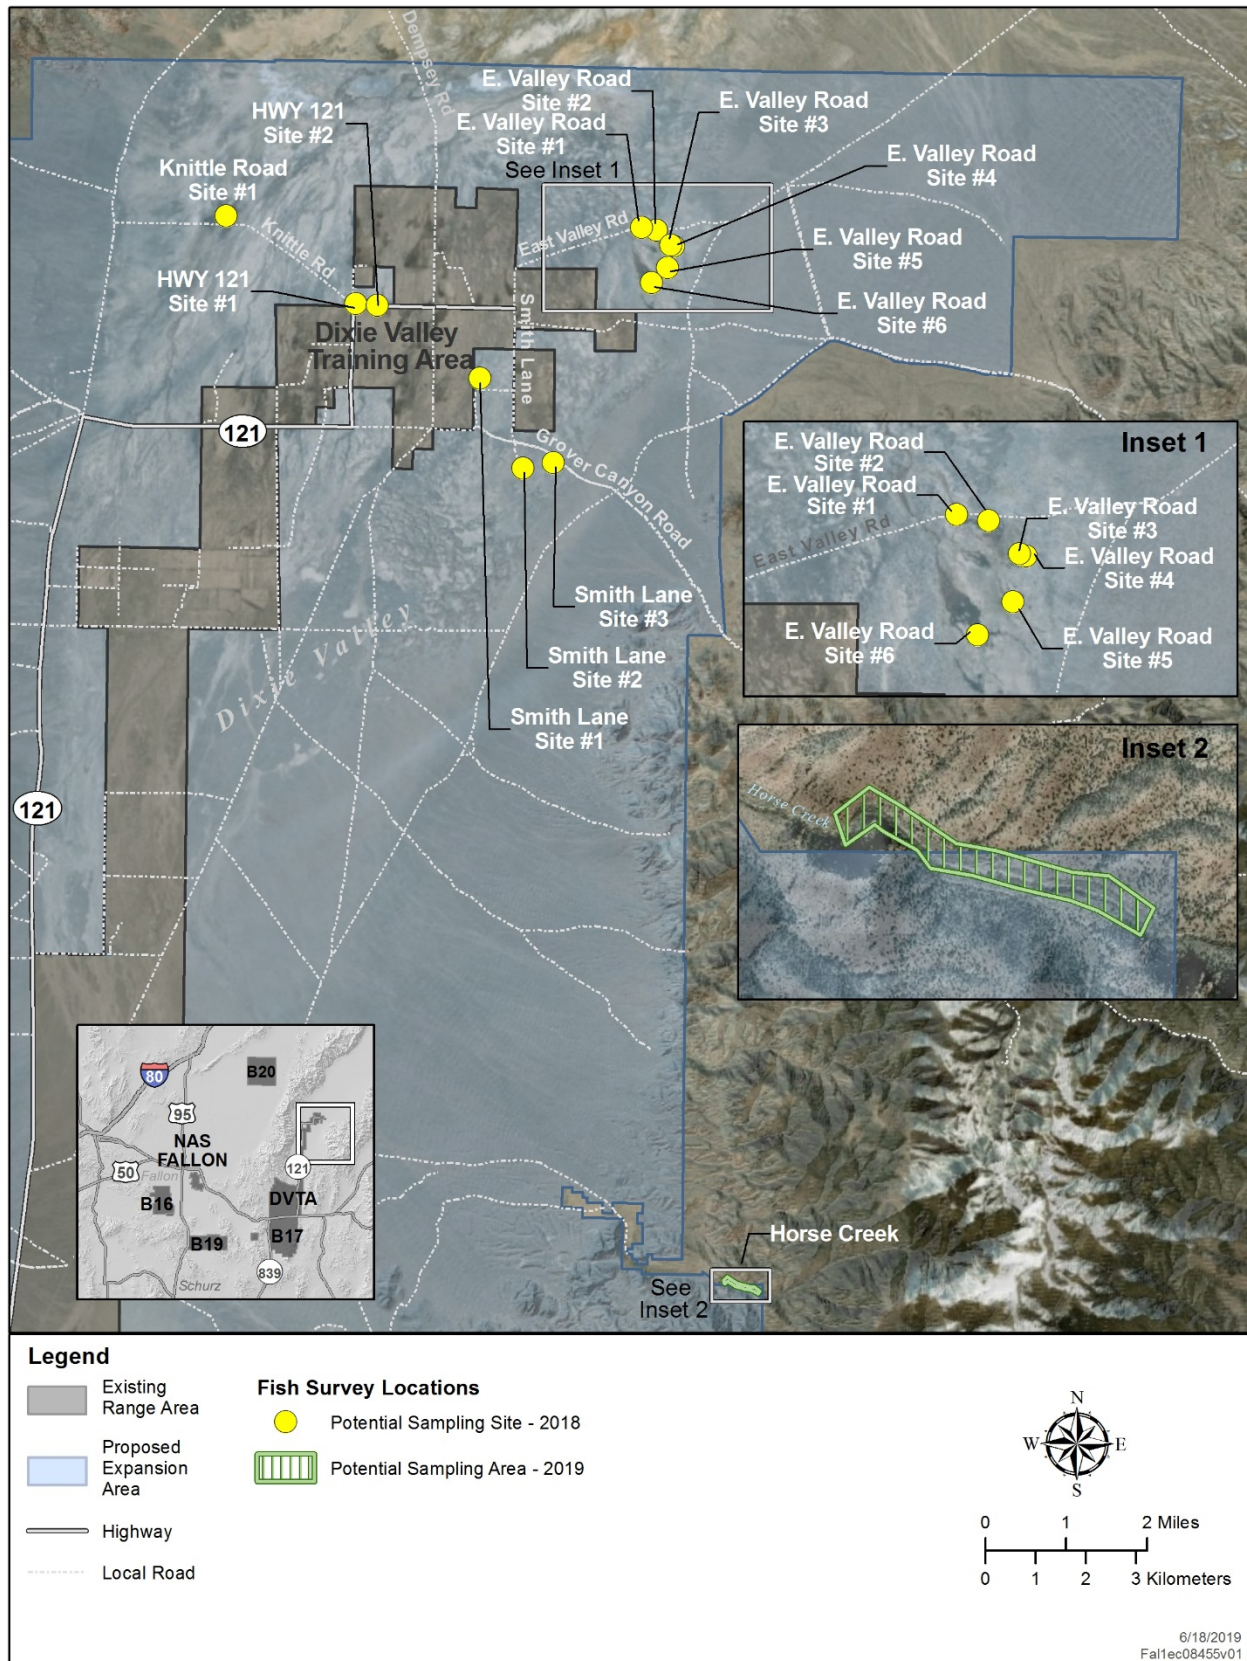 Dempsey Rd
E. Valley Road
Site #2
E. Valley Road
Site #1
See Inset 1
E. Valley Road
Site #3
HWY 121
Site #2
E. Valley Road
Site #4
Knittle Road
Site #1
Knittle Rd
East Valley Rd
E. Valley Road
Site #5
HWY 121
Site #1
E. Valley Road
Site #6
Smith Lane
Dixie Valley
Training Area
121
Grover Canyon Road
Inset 1
E. Valley Road
Site #2
E. Valley Road
Site #1
E. Valley Road
Site #3
East Valley Rd
E. Valley Road
Site #4
E. Valley Road
Site #6
E. Valley Road
Site #5
Smith Lane
Site #3
Dixie Valley
Smith Lane
Site #2
Smith Lane
Site #1
Inset 2
Horse Creek
121
B20
80
95
NAS
FALLON
50
Fallon
121
B16
DVTA
B19
B17
839
Schurz
Horse Creek
See
Inset 2
Legend
Existing
Range Area
Proposed
Expansion
Area
Highway
Local Road
Fish Survey Locations
Potential Sampling Site - 2018
Potential Sampling Area - 2019
N
W
E
S
0 1 2 Miles
0 1 2 3 Kilometers
6/18/2019
Fal1ec08455v01